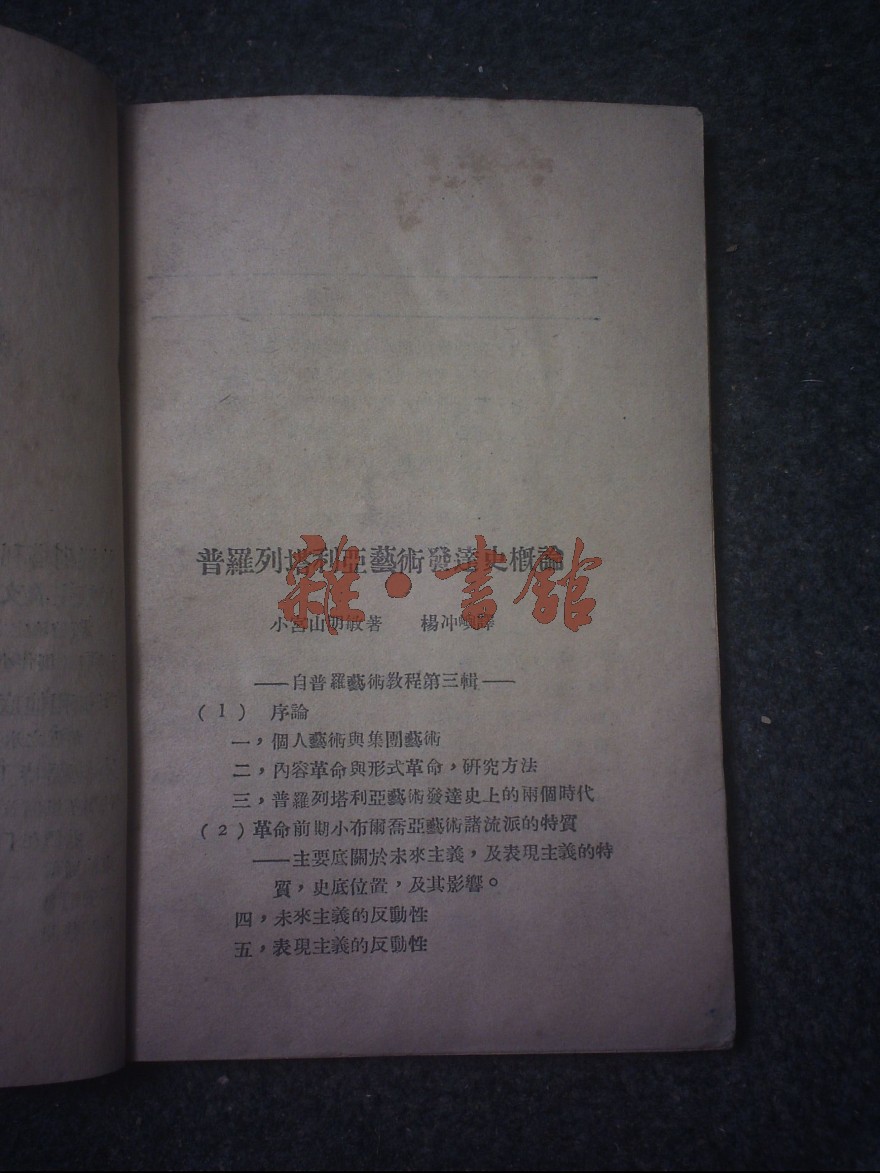 普羅列塔利亞藝術發達史概論
小宮山明敏著　楊冲嶼譯
——自普羅藝術教程第三輯——
(1) 序論
一，個人藝術與集團藝術
二，內容革命與形式革命，研究方法
三，普羅列塔利亞藝術發達史上的兩個時代
(2)革命前期小布爾喬亞藝術諸流派的特質
——主要底關於未來主義，及表現主義的特
質，史底位置，及其影響。
四，未來主義的反動性
五，表現主義的反動性
雜·書館